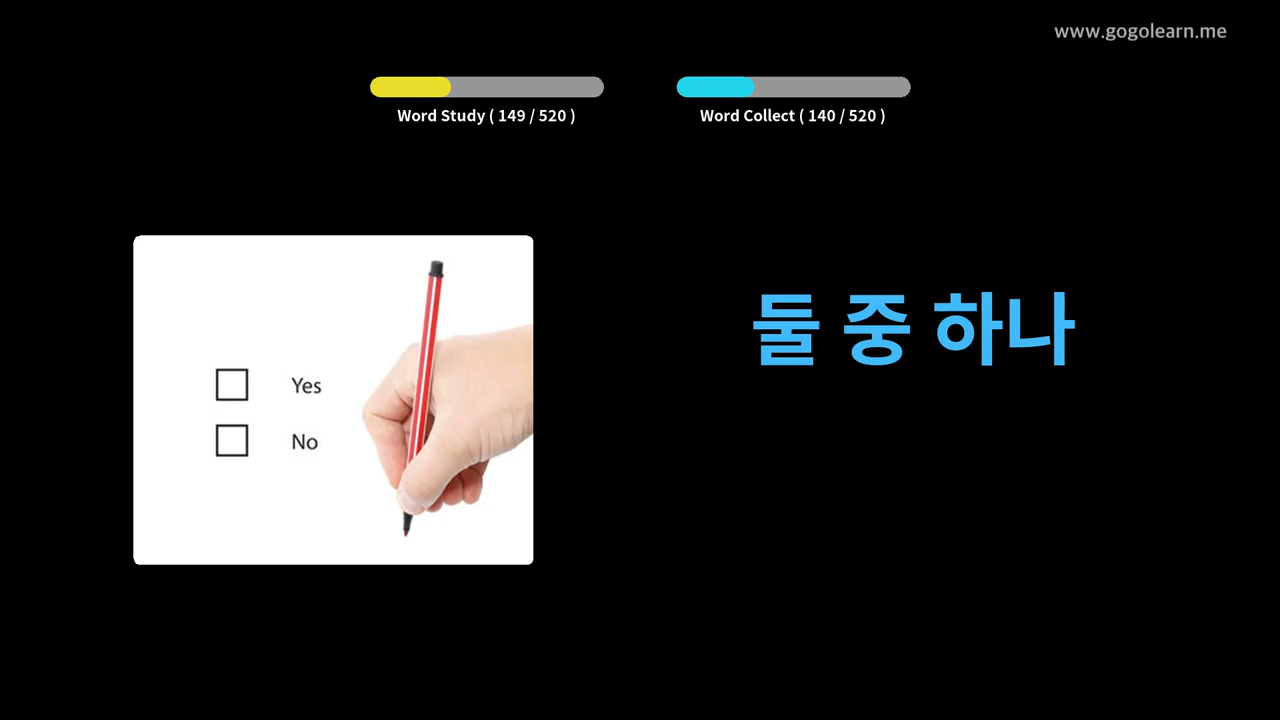 www.gogolearn.me
Word Study ( 149 / 520 )
Word Collect ( 140 / 520 )
둘 중 하나
Yes
No